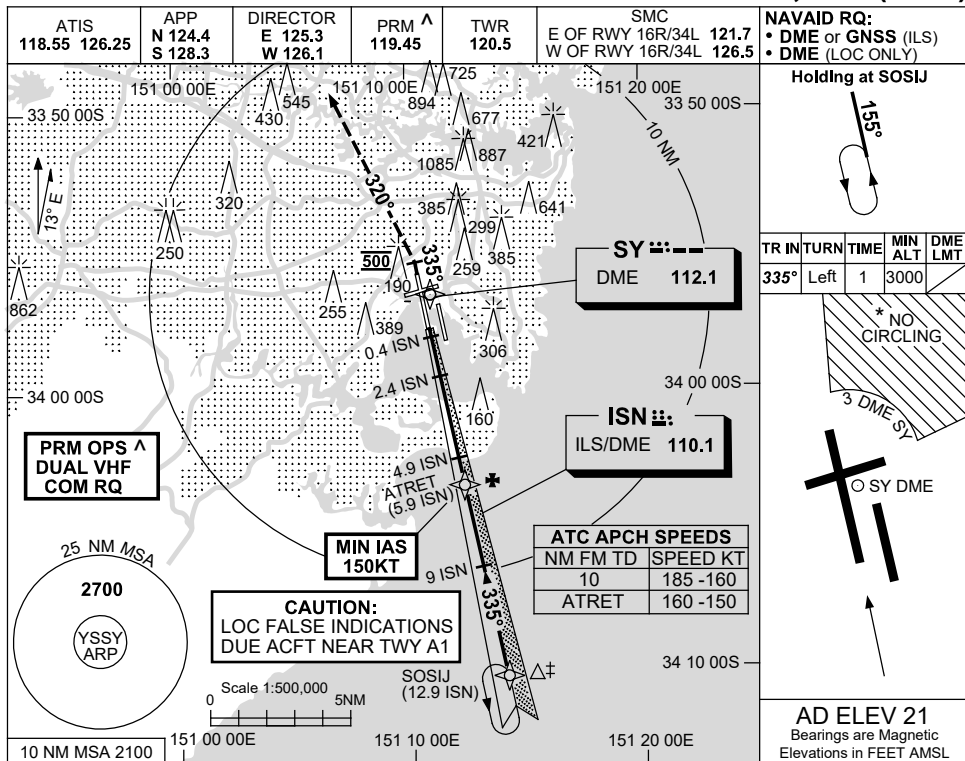 ATIS
118.55 126.25
APP
N 124.4
S 128.3
DIRECTOR
E 125.3
W 126.1
PRM ^
119.45
TWR
120.5
SMC
E OF RWY 16R/34L 121.7
W OF RWY 16R/34L 126.5
NAVAID RQ:
• DME or GNSS (ILS)
• DME (LOC ONLY)
151 00 00E
151 10 00E
151 20 00E
33 50 00S
33 50 00S
725
545
894
430
677
421
1085
887
10 NM
13° E
320
320°
385
641
299
250
500
335°
259
385
SY
DME 112.1
862
190
255
389
306
0.4 ISN
34 00 00S
2.4 ISN
34 00 00S
160
ISN
ILS/DME 110.1
PRM OPS ^
DUAL VHF
COM RQ
4.9 ISN
ATRET
(5.9 ISN)
MIN IAS
150KT
25 NM MSA
2700
YSSY
ARP
9 ISN
ATC APCH SPEEDS
NM FM TD SPEED KT
10 185 -160
ATRET 160 -150
CAUTION:
LOC FALSE INDICATIONS
DUE ACFT NEAR TWY A1
335°
34 10 00S
SOSIJ
(12.9 ISN)
‡
Scale 1:500,000
0 5NM
10 NM MSA 2100
151 00 00E
151 10 00E
151 20 00E
Holding at SOSIJ
155°
TR IN TURN TIME MIN ALT DME LMT
335° Left 1 3000
* NO
CIRCLING
3 DME SY
SY DME
AD ELEV 21
Bearings are Magnetic
Elevations in FEET AMSL